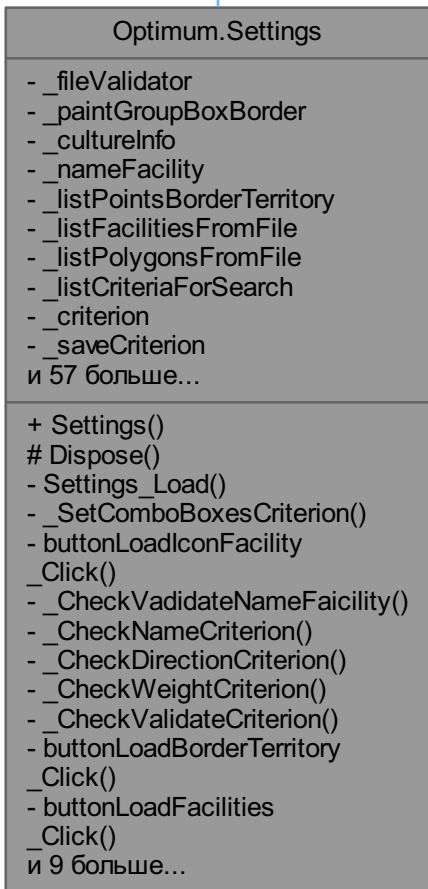 Optimum.Settings
- _fileValidator
- _paintGroupBoxBorder
- _cultureInfo
- _nameFacility
- _listPointsBorderTerritory
- _listFacilitiesFromFile
- _listPolygonsFromFile
- _listCriteriaForSearch
- _criterion
- _saveCriterion
и 57 больше...
+ Settings()
# Dispose()
- Settings_Load()
- _SetComboBoxesCriterion()
- buttonLoadIconFacility
_Click()
- _CheckVadidateNameFaicility()
- _CheckNameCriterion()
- _CheckDirectionCriterion()
- _CheckWeightCriterion()
- _CheckValidateCriterion()
- buttonLoadBorderTerritory
_Click()
- buttonLoadFacilities
_Click()
и 9 больше...